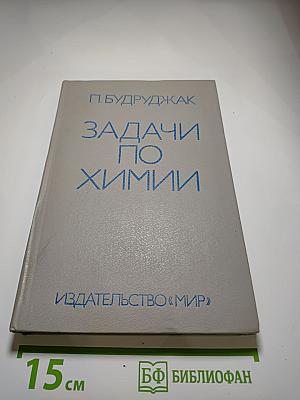 П. БУДРУДЖАК
ЗАДАЧИ
ПО
ХИМИИ
ИЗДАТЕЛЬСТВО «МИР»
15 см
БФ БИБЛИОФАН